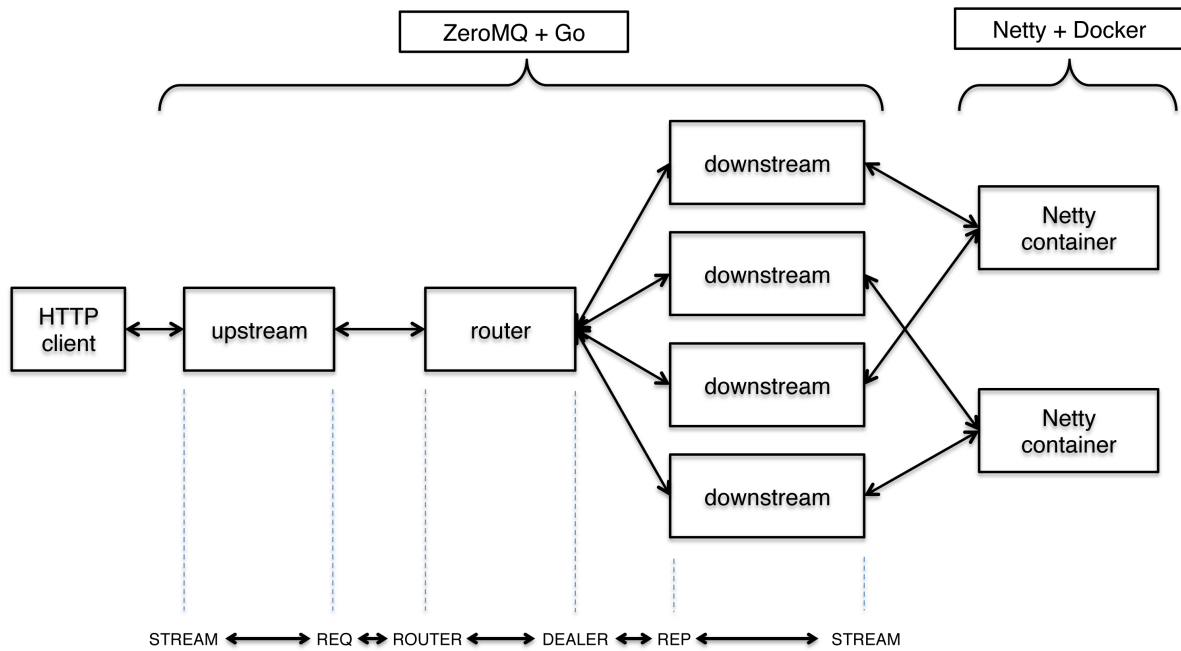 ZeroMQ + Go
Netty + Docker
downstream
Netty
container
downstream
HTTP
client
upstream
router
downstream
Netty
container
downstream
STREAM
REQ
ROUTER
DEALER
REP
STREAM